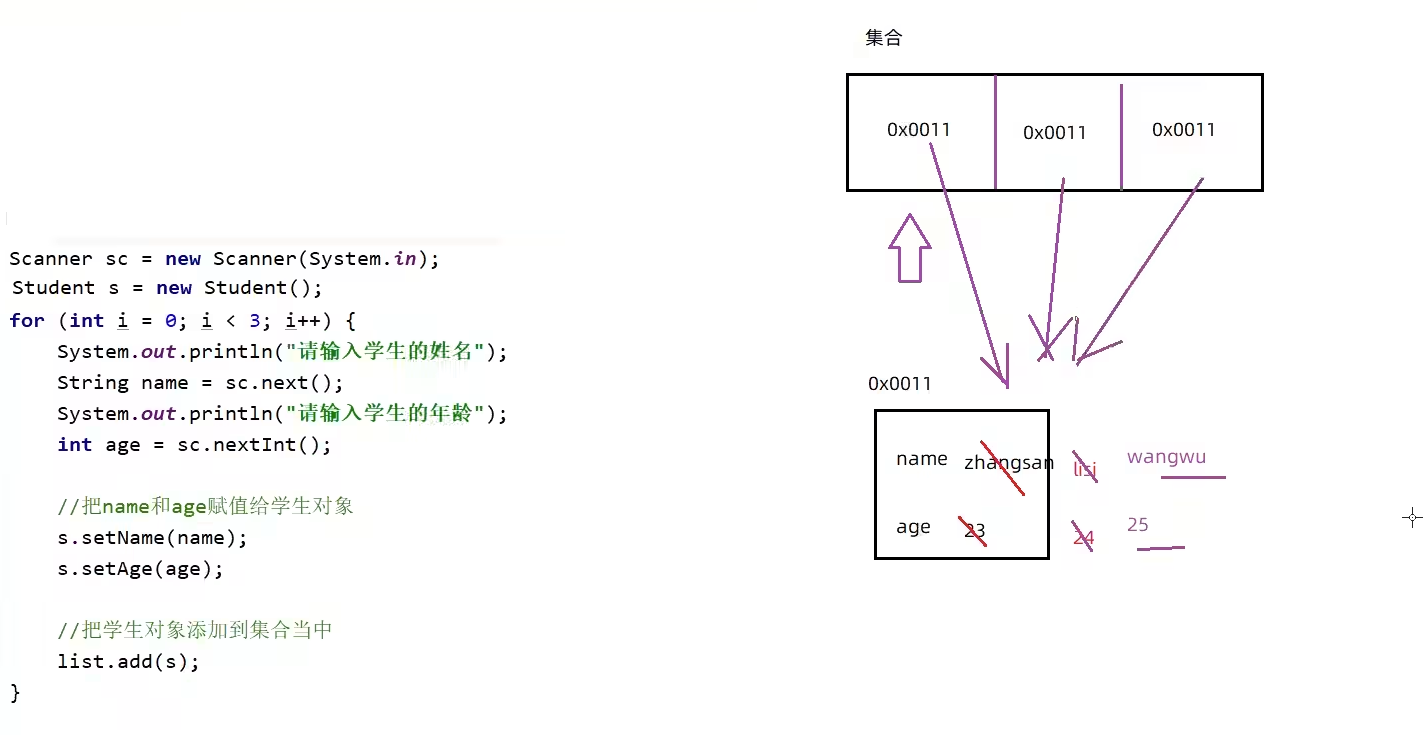 Scanner sc = new Scanner(System.in);
Student s = new Student();
for (int i = 0; i < 3; i++) {
    System.out.println("请输入学生的姓名");
    String name = sc.next();
    System.out.println("请输入学生的年龄");
    int age = sc.nextInt();
    //把name和age赋值给学生对象
    s.setName(name);
    s.setAge(age);
    //把学生对象添加到集合当中
    list.add(s);
}
集合
0x0011 0x0011 0x0011
0x0011
name zhangsan lisi wangwu
age 23 24 25